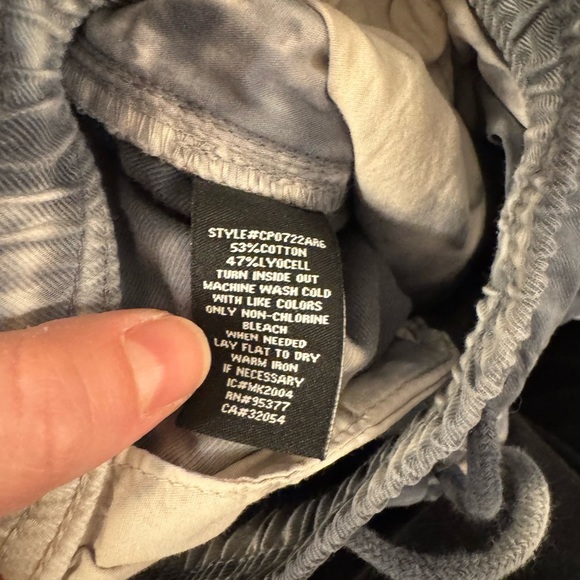 STYLE#CP0722AR6
53%COTTON
47%LYOCELL
TURN INSIDE OUT
MACHINE WASH COLD
WITH LIKE COLORS
ONLY NON-CHLORINE
BLEACH
WHEN NEEDED
LAY FLAT TO DRY
WARM IRON
IF NECESSARY
IC#MK2004
RN#95377
CA#32054